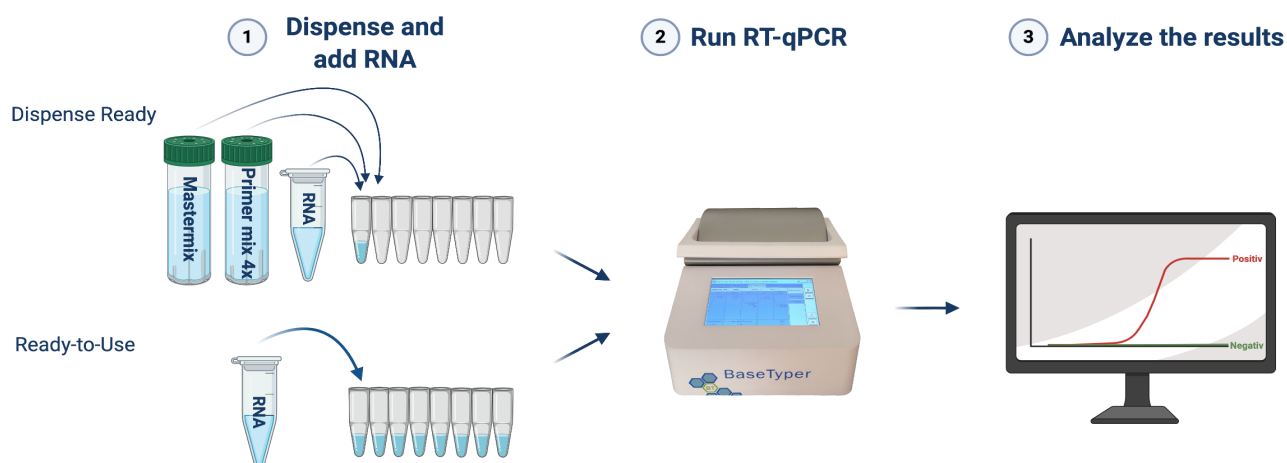 1
Dispense and
add RNA
2
Run RT-qPCR
3
Analyze the results
Dispense Ready
Mastermix
Primer mix 4x
RNA
Positiv
Negativ
BaseTyper
BT
Ready-to-Use
RNA